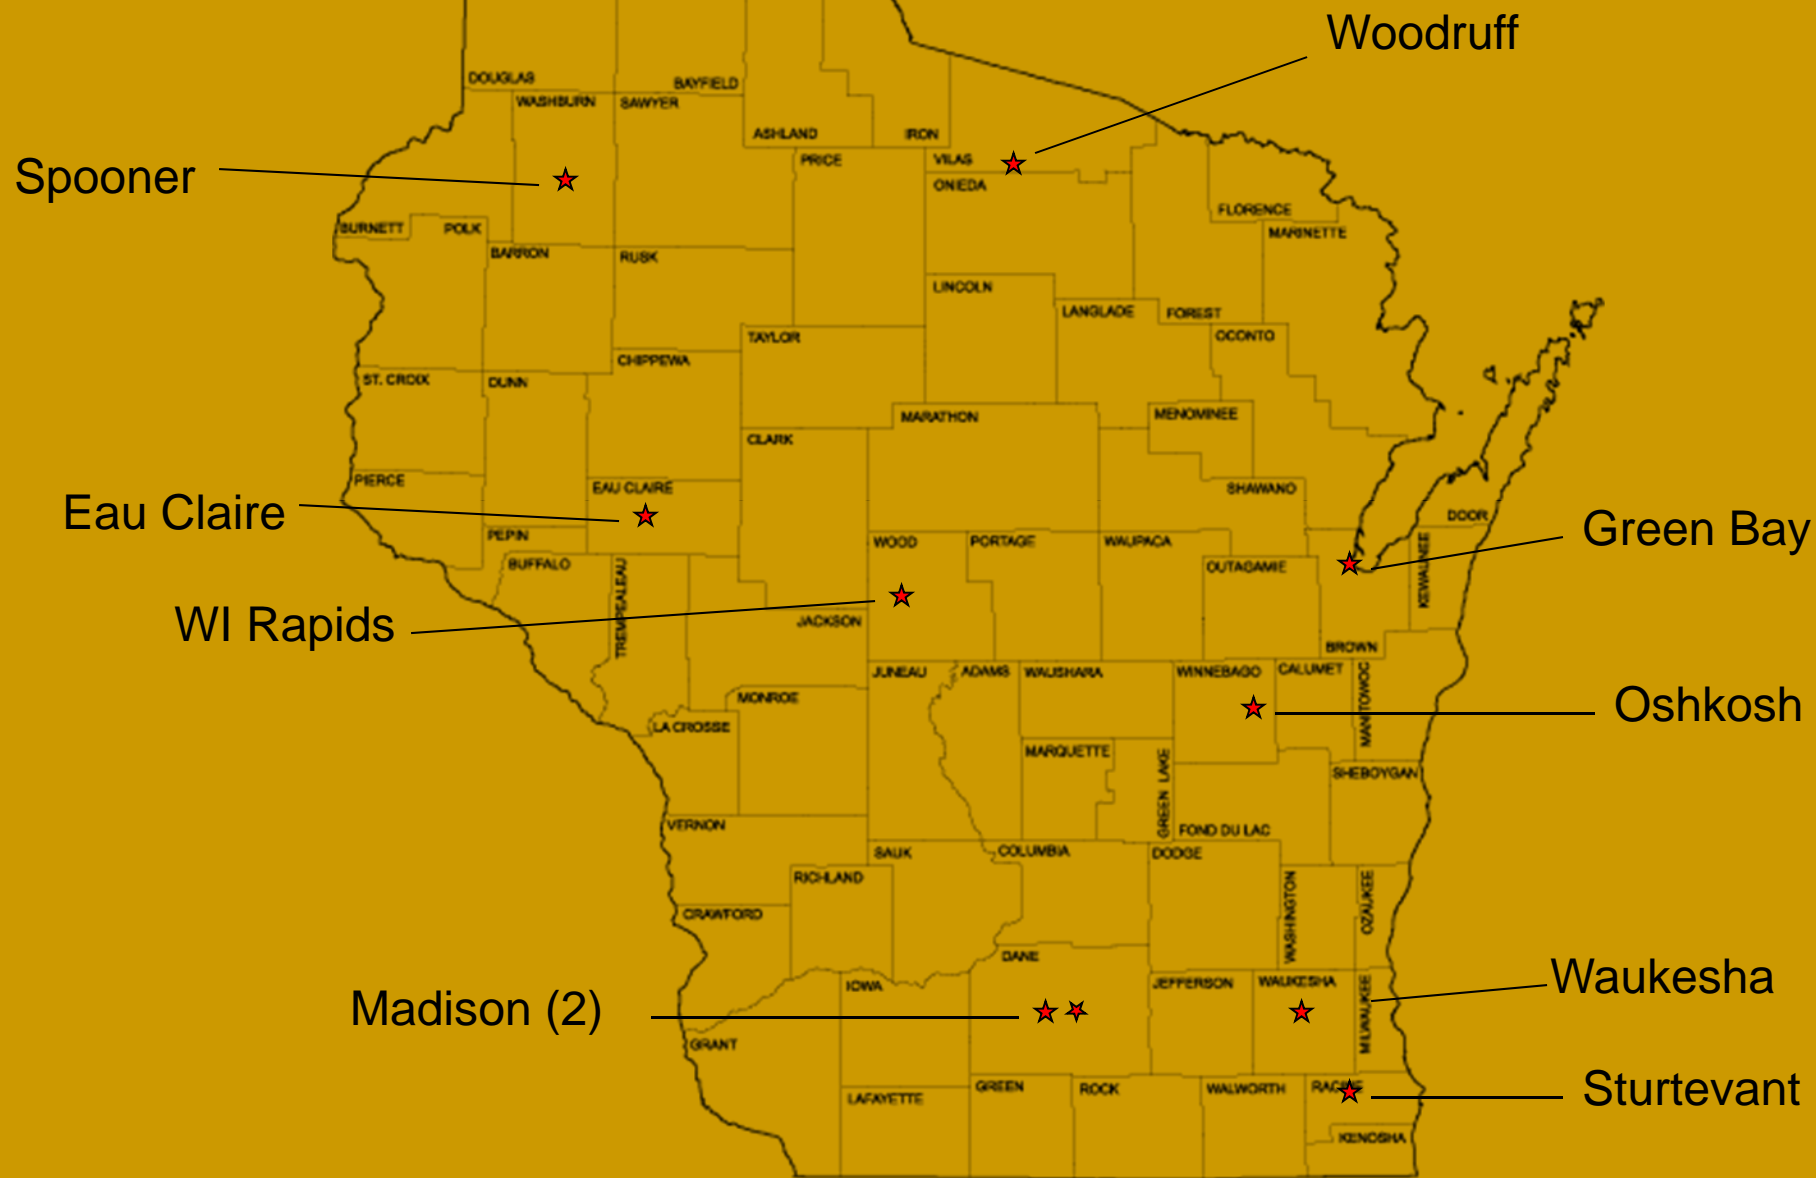 Woodruff
DOUGLAS
BAYFIELD
WASHBURN
SAWYER
ASHLAND
IRON
Spooner
PRICE
VILAS
ONIEDA
FLORENCE
BURNETT
POLK
MARINETTE
BARRON
RUSK
LINCOLN
LANGLADE
FOREST
TAYLOR
OCONTO
CHIPPEWA
ST. CROIX
DUNN
MARATHON
MENOMINEE
CLARK
PIERCE
EAU CLAIRE
SHAWANO
Eau Claire
DOOR
Green Bay
PEPIN
WOOD
PORTAGE
WAUPACA
BUFFALO
OUTAGAMIE
KEWAUNEE
TREMPEALEAU
WI Rapids
JACKSON
BROWN
JUNEAU
ADAMS
WAUSHARA
WINNEBAGO
CALUMET
MANITOWOC
MONROE
Oshkosh
LA CROSSE
MARQUETTE
GREEN LAKE
SHEBOYGAN
VERNON
FOND DU LAC
SAUK
COLUMBIA
DODGE
RICHLAND
WASHINGTON
OZAUKEE
CRAWFORD
DANE
Waukesha
IOWA
JEFFERSON
WAUKESHA
MILWAUKEE
Madison (2)
GRANT
GREEN
ROCK
WALWORTH
RACINE
Sturtevant
LAFAYETTE
KENOSHA